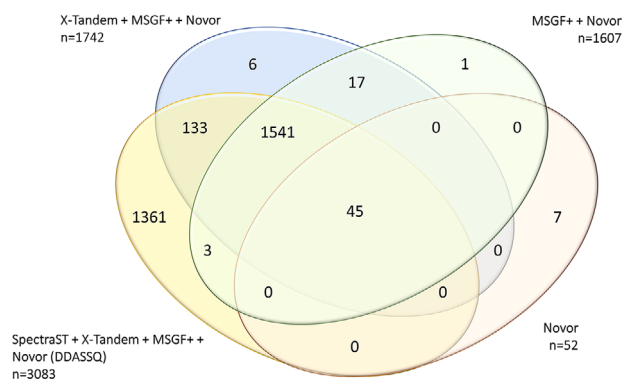 X-Tandem + MSGF+ + Novor
n=1742
MSGF+ + Novor
n=1607
6
17
1
133
1541
0
0
1361
45
7
3
0
0
0
0
SpectraST + X-Tandem + MSGF+ +
Novor (DDASSQ)
n=3083
Novor
n=52